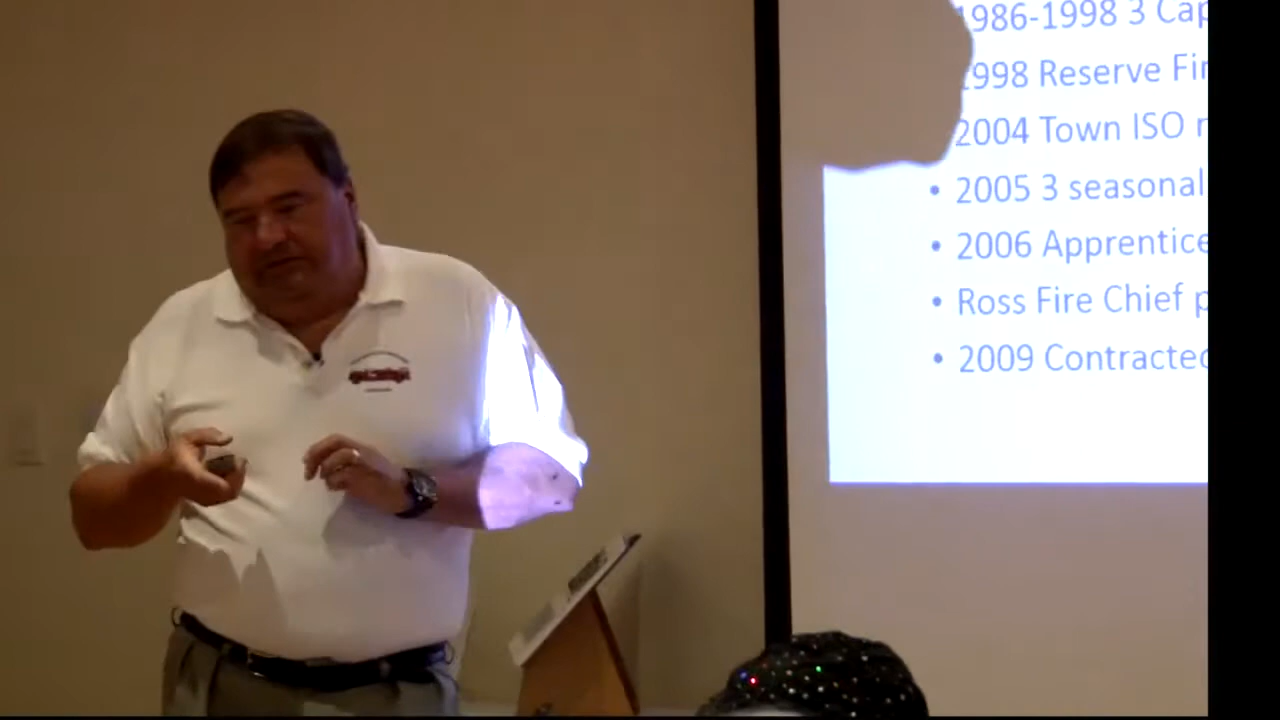 1986-1998 3 Cap
1998 Reserve Fir
2004 Town ISO r
• 2005 3 seasonal
• 2006 Apprentice
• Ross Fire Chief p
• 2009 Contracted